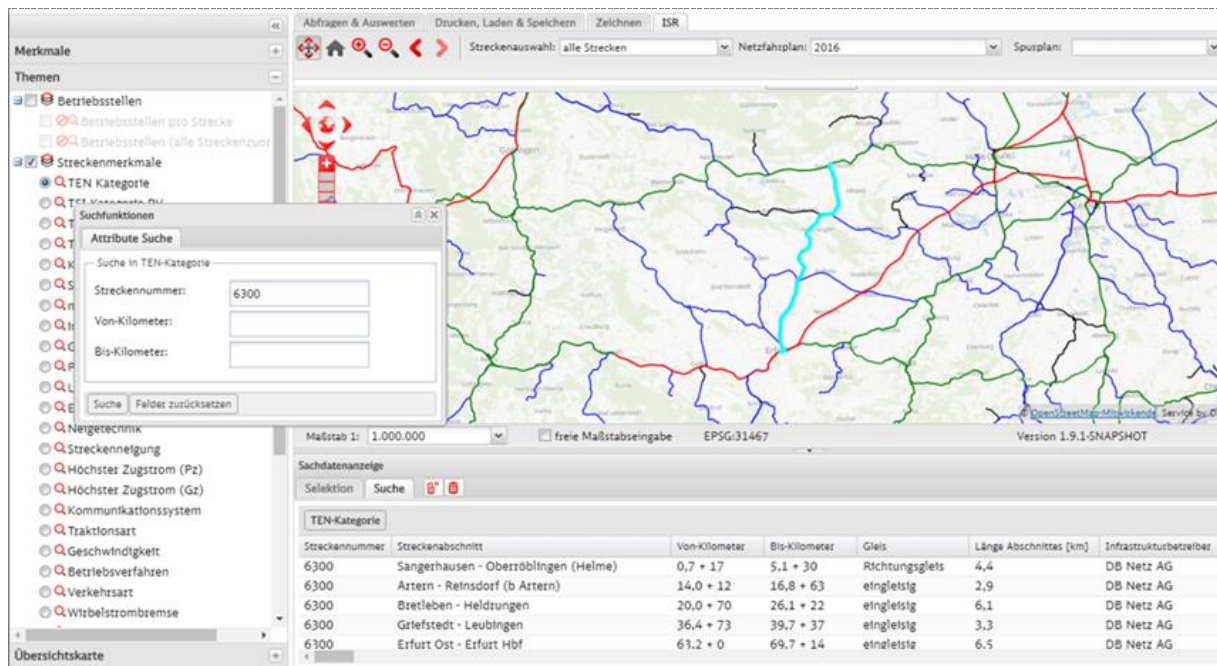 Abfragen & Auswerten Drucken, Laden & Speichern Zeichnen ISR
Merkmale
Streckenauswahl: alle Strecken Netzfahrplan: 2016 Spurplan:
Themen
Betriebsstellen
Betriebsstellen pro Strecke
Betriebsstellen (alle Streckenzuor
Streckenmerkmale
TEN Kategorie
Suchfunktionen
Attribute Suche
Suche in TEN-Kategorie
Streckennummer: 6300
Von-Kilometer:
Bis-Kilometer:
Suche Felder zurücksetzen
Neigetechnik
Streckenneigung
Höchster Zugstrom (Pz)
Höchster Zugstrom (Gz)
Kommunikationssystem
Traktionsart
Geschwindigkeit
Betriebsverfahren
Verkehrsart
Wirbelstrombremse
Übersichtskarte
© OpenStreetMap-Mitwirkende, Service by
Maßstab 1: 1.000.000 freie Maßstabseingabe EPSG:31467 Version 1.9.1-SNAPSHOT
Sachdatenanzeige
Selektion Suche
TEN-Kategorie
Streckennummer Streckenabschnitt Von-Kilometer Bis-Kilometer Gleis Länge Abschnittes [km] Infrastrukturbetreiber
6300 Sangerhausen - Oberröblingen (Helme) 0,7 + 17 5,1 + 30 Richtungsgleis 4,4 DB Netz AG
6300 Artern - Reinsdorf (b Artern) 14,0 + 12 16,8 + 63 eingleisig 2,9 DB Netz AG
6300 Bretleben - Heldrungen 20,0 + 70 26,1 + 22 eingleisig 6,1 DB Netz AG
6300 Griefstedt - Leubingen 36,4 + 73 39,7 + 37 eingleisig 3,3 DB Netz AG
6300 Erfurt Ost - Erfurt Hbf 63,2 + 0 69,7 + 14 eingleisig 6,5 DB Netz AG